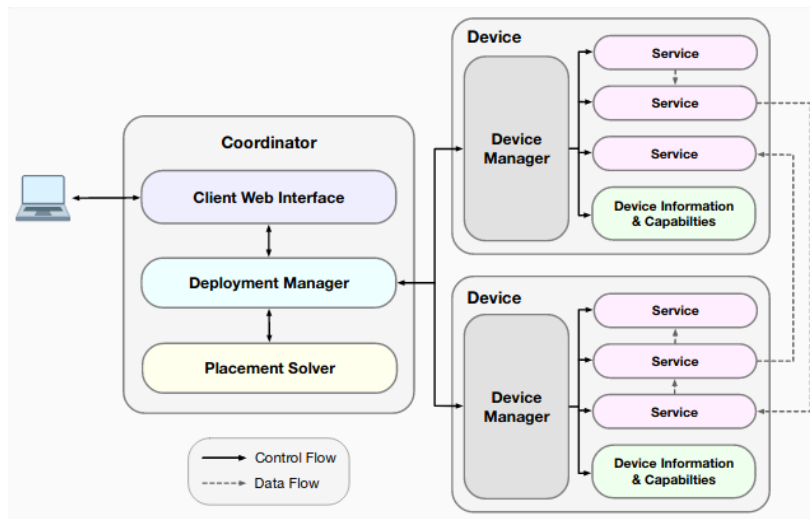 Coordinator
Client Web Interface
Deployment Manager
Placement Solver
Control Flow
Data Flow
Device
Device
Manager
Service
Service
Service
Device Information
& Capabilties
Device
Device
Manager
Service
Service
Service
Device Information
& Capabilties